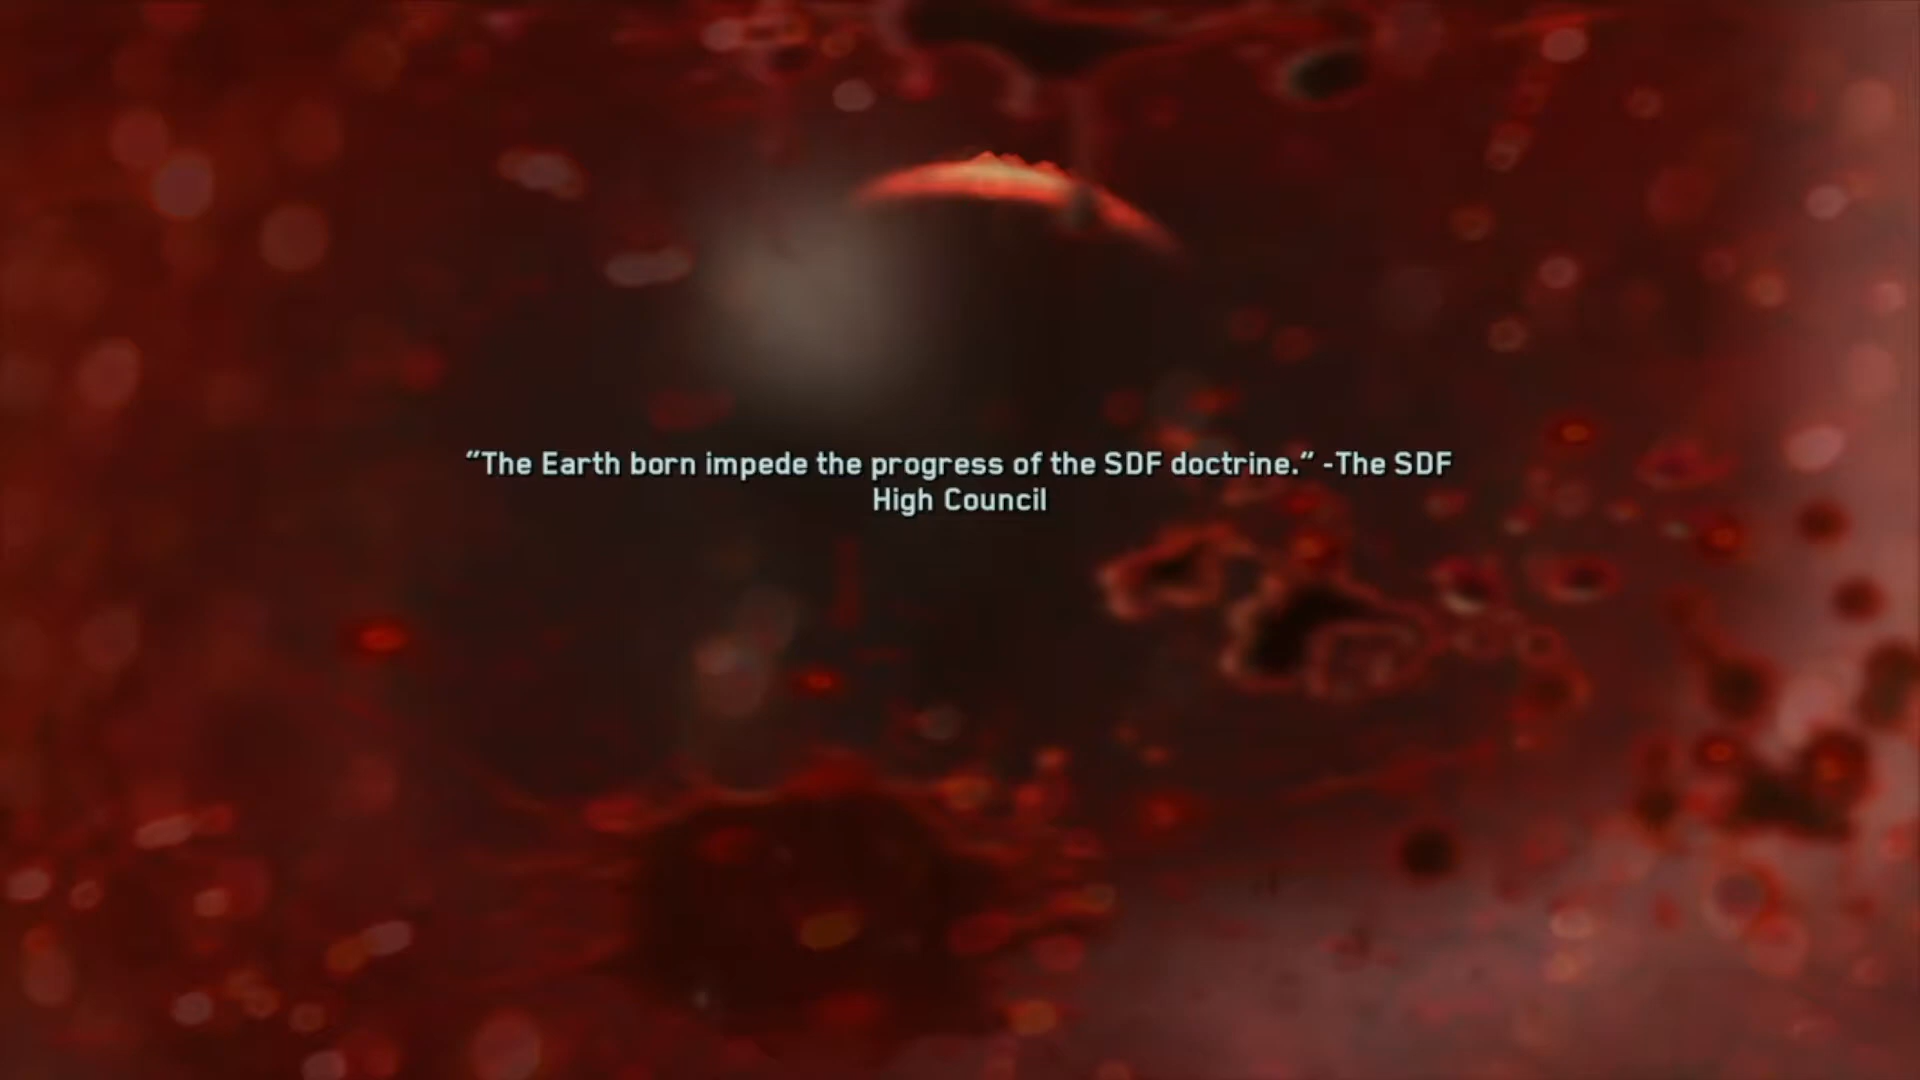 “The Earth born impede the progress of the SDF doctrine.” -The SDF
High Council